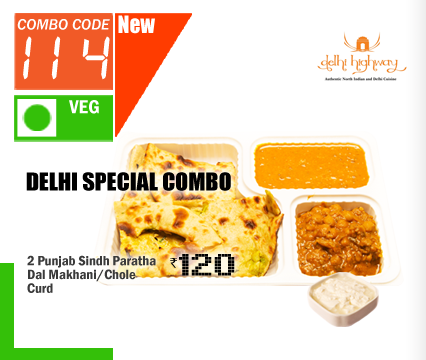 COMBO CODE
114
New
VEG
delhi highway
Authentic North Indian and Delhi Cuisine
DELHI SPECIAL COMBO
2 Punjab Sindh Paratha
Dal Makhani/Chole
Curd
₹120